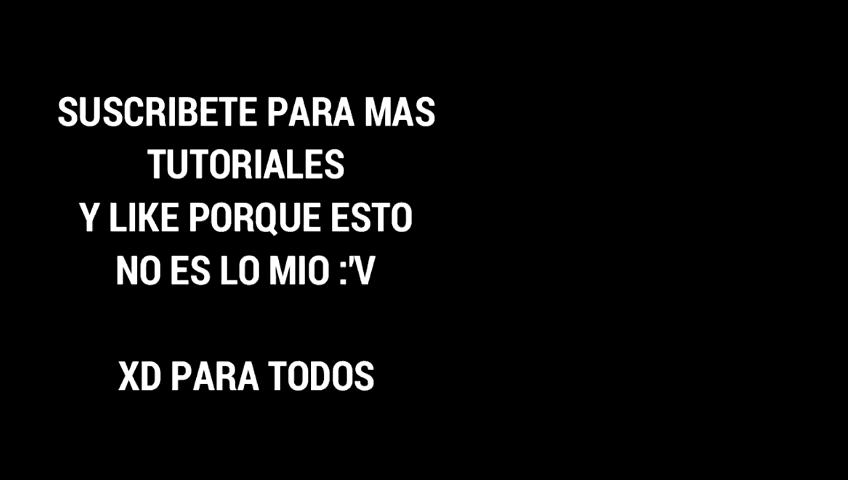 SUSCRIBETE PARA MAS
TUTORIALES
Y LIKE PORQUE ESTO
NO ES LO MIO :'V
XD PARA TODOS